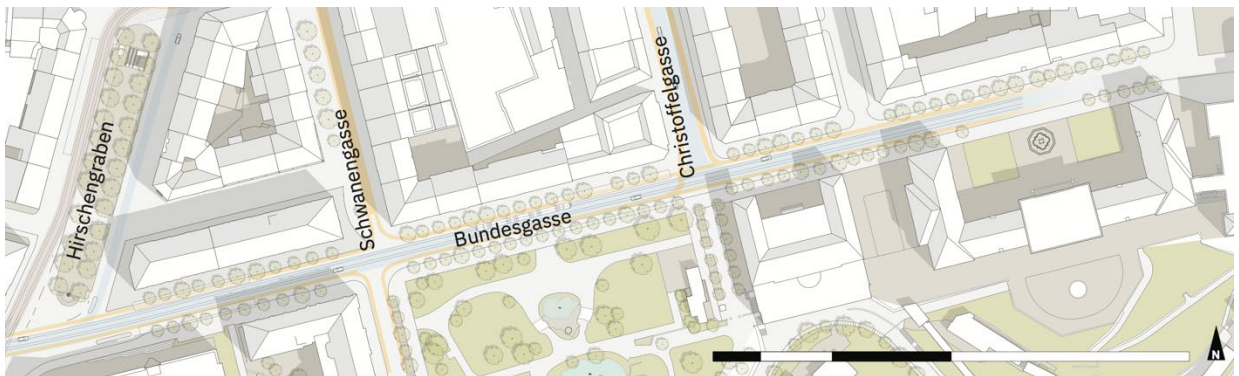 Hirschengraben
Schwanengasse
Bundesgasse
Christoffelgasse
N